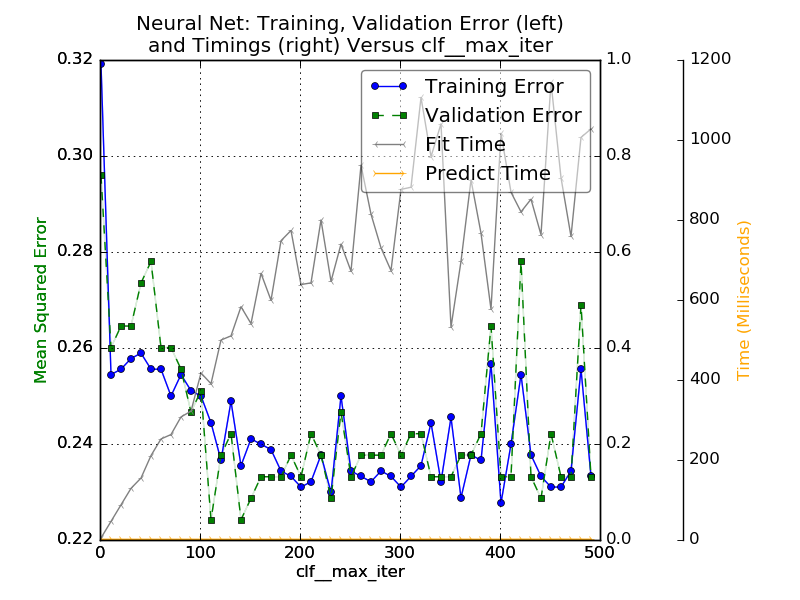 Neural Net: Training, Validation Error (left)
and Timings (right) Versus clf__max_iter
Training Error
Validation Error
Fit Time
Predict Time
Mean Squared Error
0.32
0.30
0.28
0.26
0.24
0.22
0
100
200
300
400
500
clf__max_iter
1.0
0.8
0.6
0.4
0.2
0.0
1200
1000
800
600
400
200
0
Time (Milliseconds)